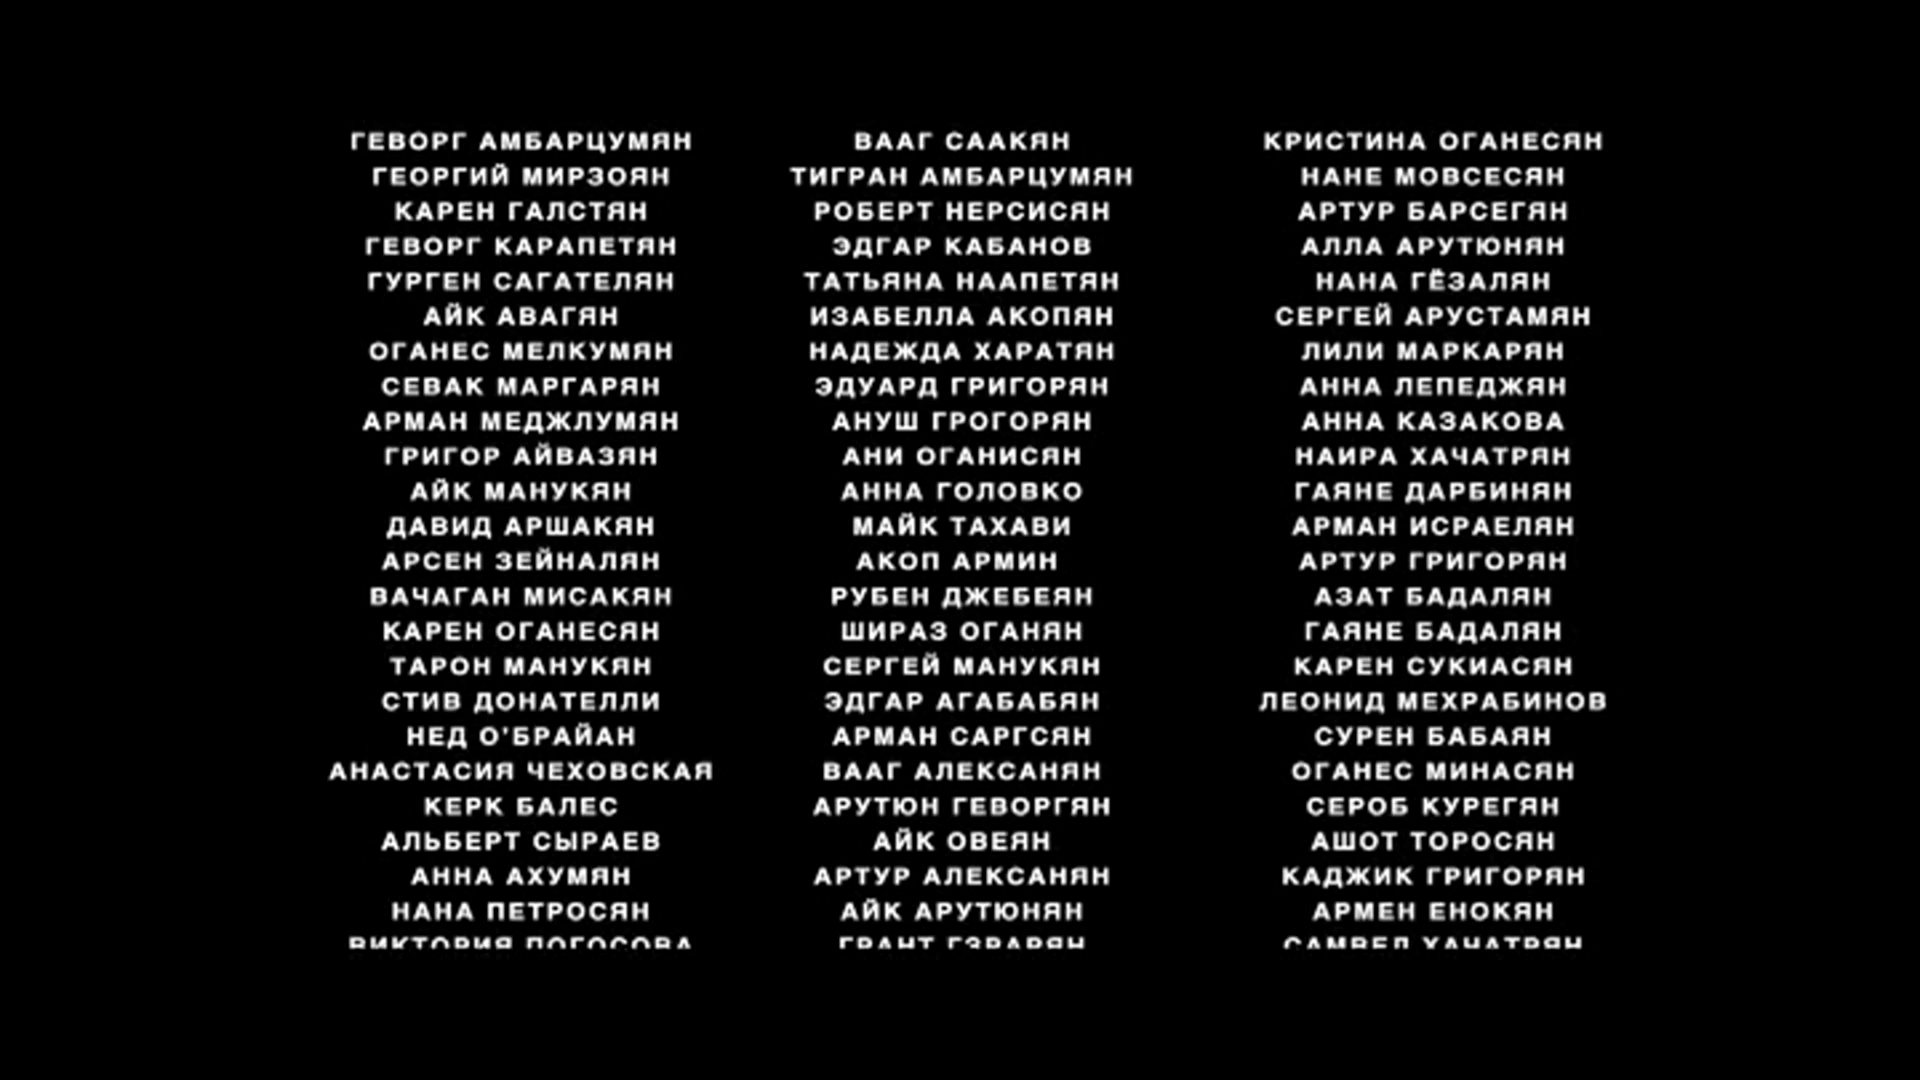 ГЕВОРГ АМБАРЦУМЯН
ГЕОРГИЙ МИРЗОЯН
КАРЕН ГАЛСТЯН
ГЕВОРГ КАРАПЕТЯН
ГУРГЕН САГАТЕЛЯН
АЙК АВАГЯН
ОГАНЕС МЕЛКУМЯН
СЕВАК МАРГАРЯН
АРМАН МЕДЖЛУМЯН
ГРИГОР АЙВАЗЯН
АЙК МАНУКЯН
ДАВИД АРШАКЯН
АРСЕН ЗЕЙНАЛЯН
ВАЧАГАН МИСАКЯН
КАРЕН ОГАНЕСЯН
ТАРОН МАНУКЯН
СТИВ ДОНАТЕЛЛИ
НЕД О'БРАЙАН
АНАСТАСИЯ ЧЕХОВСКАЯ
КЕРК БАЛЕС
АЛЬБЕРТ СЫРАЕВ
АННА АХУМЯН
НАНА ПЕТРОСЯН
ВИКТОРИЯ ПОГОСОВА
ВААГ СААКЯН
ТИГРАН АМБАРЦУМЯН
РОБЕРТ НЕРСИСЯН
ЭДГАР КАБАНОВ
ТАТЬЯНА НААПЕТЯН
ИЗАБЕЛЛА АКОПЯН
НАДЕЖДА ХАРАТЯН
ЭДУАРД ГРИГОРЯН
АНУШ ГРОГОРЯН
АНИ ОГАНИСЯН
АННА ГОЛОВКО
МАЙК ТАХАВИ
АКОП АРМИН
РУБЕН ДЖЕБЕЯН
ШИРАЗ ОГАНЯН
СЕРГЕЙ МАНУКЯН
ЭДГАР АГАБАБЯН
АРМАН САРГСЯН
ВААГ АЛЕКСАНЯН
АРУТЮН ГЕВОРГЯН
АЙК ОВЕЯН
АРТУР АЛЕКСАНЯН
АЙК АРУТЮНЯН
ГРАНТ
КРИСТИНА ОГАНЕСЯН
НАНЕ МОВСЕСЯН
АРТУР БАРСЕГЯН
АЛЛА АРУТЮНЯН
НАНА ГЁЗАЛЯН
СЕРГЕЙ АРУСТАМЯН
ЛИЛИ МАРКАРЯН
АННА ЛЕПЕДЖЯН
АННА КАЗАКОВА
НАИРА ХАЧАТРЯН
ГАЯНЕ ДАРБИНЯН
АРМАН ИСРАЕЛЯН
АРТУР ГРИГОРЯН
АЗАТ БАДАЛЯН
ГАЯНЕ БАДАЛЯН
КАРЕН СУКИАСЯН
ЛЕОНИД МЕХРАБИНОВ
СУРЕН БАБАЯН
ОГАНЕС МИНАСЯН
СЕРОБ КУРЕГЯН
АШОТ ТОРОСЯН
КАДЖИК ГРИГОРЯН
АРМЕН ЕНОКЯН
САМВЕЛ ХАЧАТРЯН